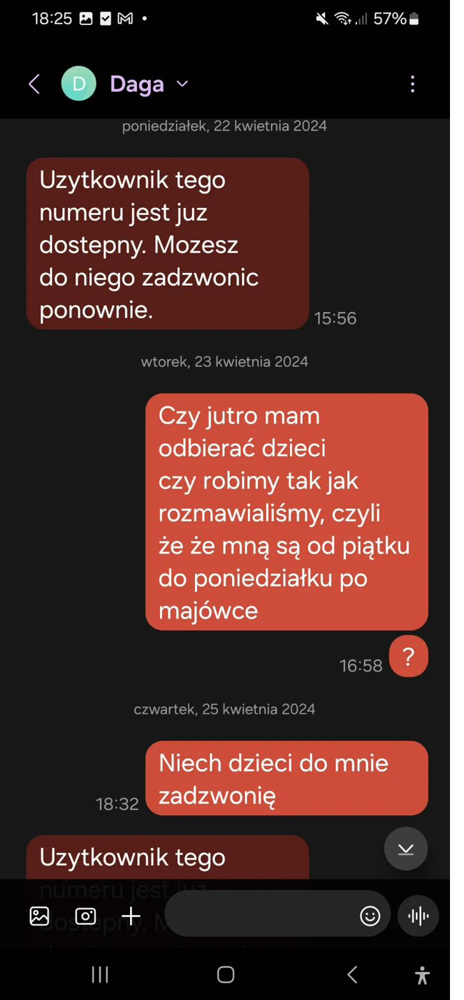 18:25
57%
D Daga
poniedziałek, 22 kwietnia 2024
Uzytkownik tego
numeru jest juz
dostepny. Mozesz
do niego zadzwonic
ponownie.
15:56
wtorek, 23 kwietnia 2024
Czy jutro mam
odbierać dzieci
czy robimy tak jak
rozmawialiśmy, czyli
że że mną są od piątku
do poniedziałku po
majówce
?
16:58
czwartek, 25 kwietnia 2024
Niech dzieci do mnie
zadzwonię
18:32
Uzytkownik tego
numeru jest juz
dostepny. M